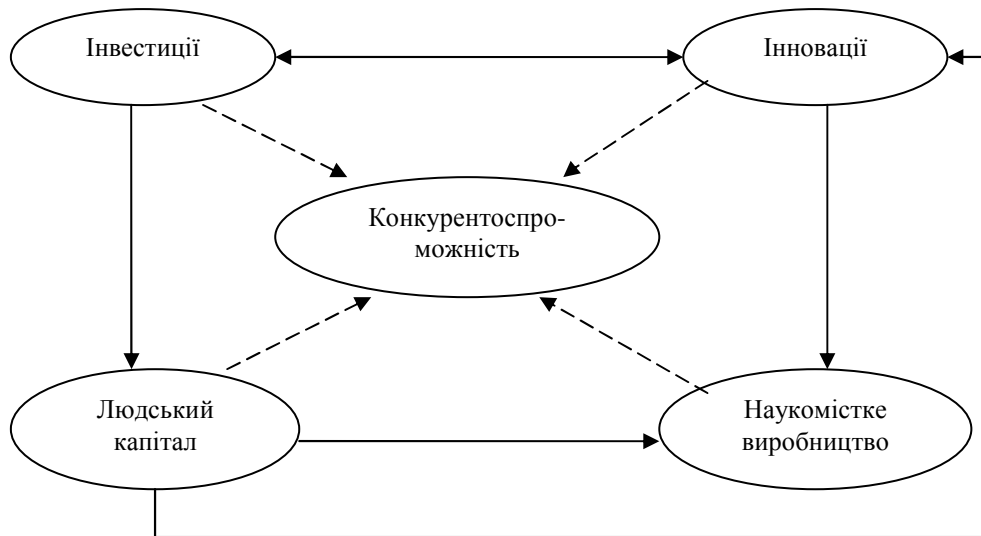 Інвестиції
Інновації
Конкурентоспро-
можність
Людський
капітал
Наукомістке
виробництво